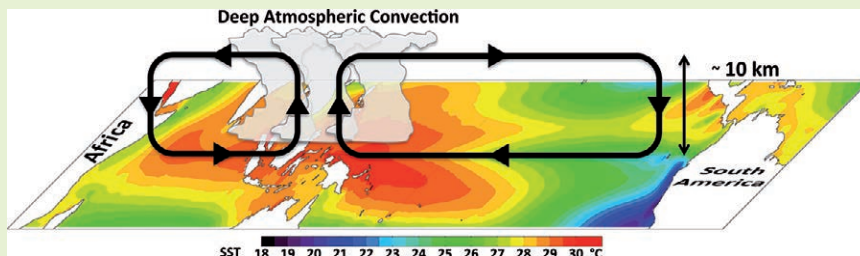 Deep Atmospheric Convection
~ 10 km
Africa
South
America
SST 18 19 20 21 22 23 24 25 26 27 28 29 30 °C